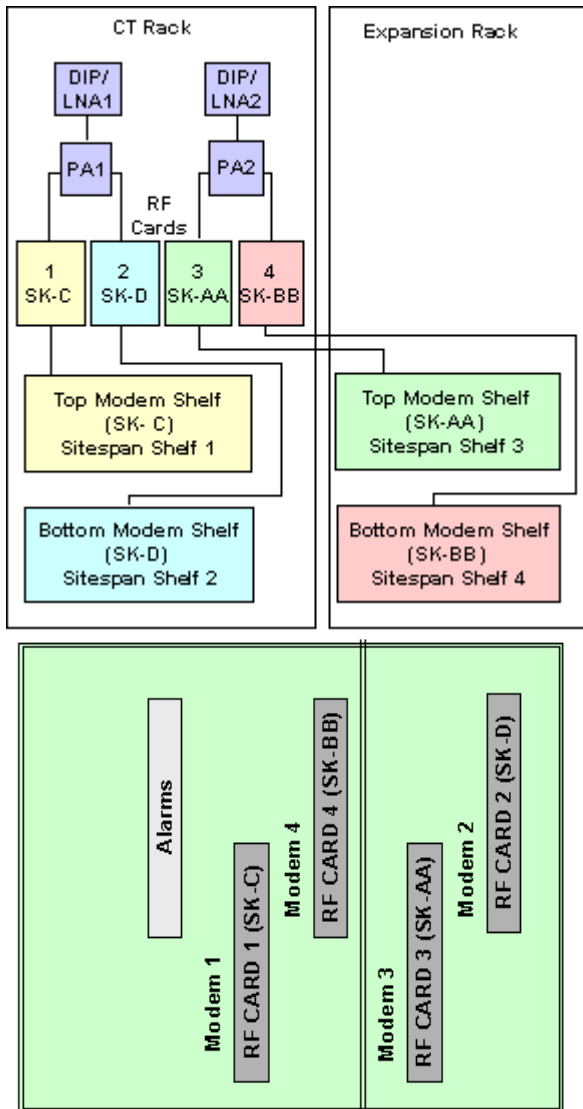 CT Rack
Expansion Rack
DIP/
LNA1
DIP/
LNA2
PA1
PA2
RF
Cards
1
SK-C
2
SK-D
3
SK-AA
4
SK-BB
Top Modem Shelf
(SK- C)
Sitespan Shelf 1
Top Modem Shelf
(SK-AA)
Sitespan Shelf 3
Bottom Modem Shelf
(SK-D)
Sitespan Shelf 2
Bottom Modem Shelf
(SK-BB)
Sitespan Shelf 4
Alarms
Modem 1
RF CARD 1 (SK-C)
Modem 4
RF CARD 4 (SK-BB)
Modem 3
RF CARD 3 (SK-AA)
Modem 2
RF CARD 2 (SK-D)